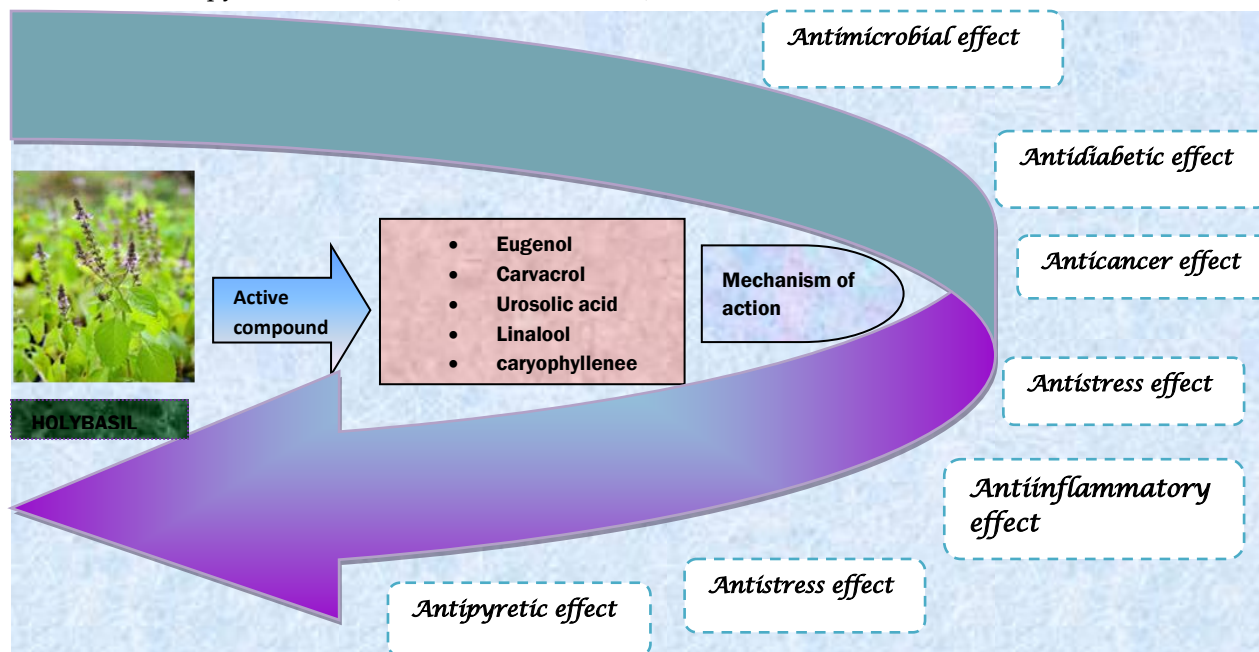 Antimicrobial effect
Antidiabetic effect
Anticancer effect
Antistress effect
Antiinflammatory
effect
Antistress effect
Antipyretic effect
Active
compound
• Eugenol
• Carvacrol
• Urosolic acid
• Linalool
• caryophyllenee
Mechanism of
action
HOLYBASIL